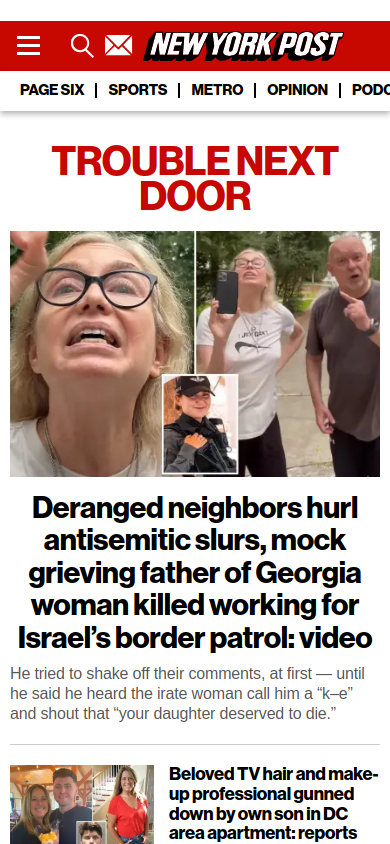 NEW YORK POST
PAGE SIX | SPORTS | METRO | OPINION | PODC
TROUBLE NEXT
DOOR
Deranged neighbors hurl
antisemitic slurs, mock
grieving father of Georgia
woman killed working for
Israel’s border patrol: video
He tried to shake off their comments, at first — until
he said he heard the irate woman call him a “k–e”
and shout that “your daughter deserved to die.”
Beloved TV hair and make-
up professional gunned
down by own son in DC
area apartment: reports